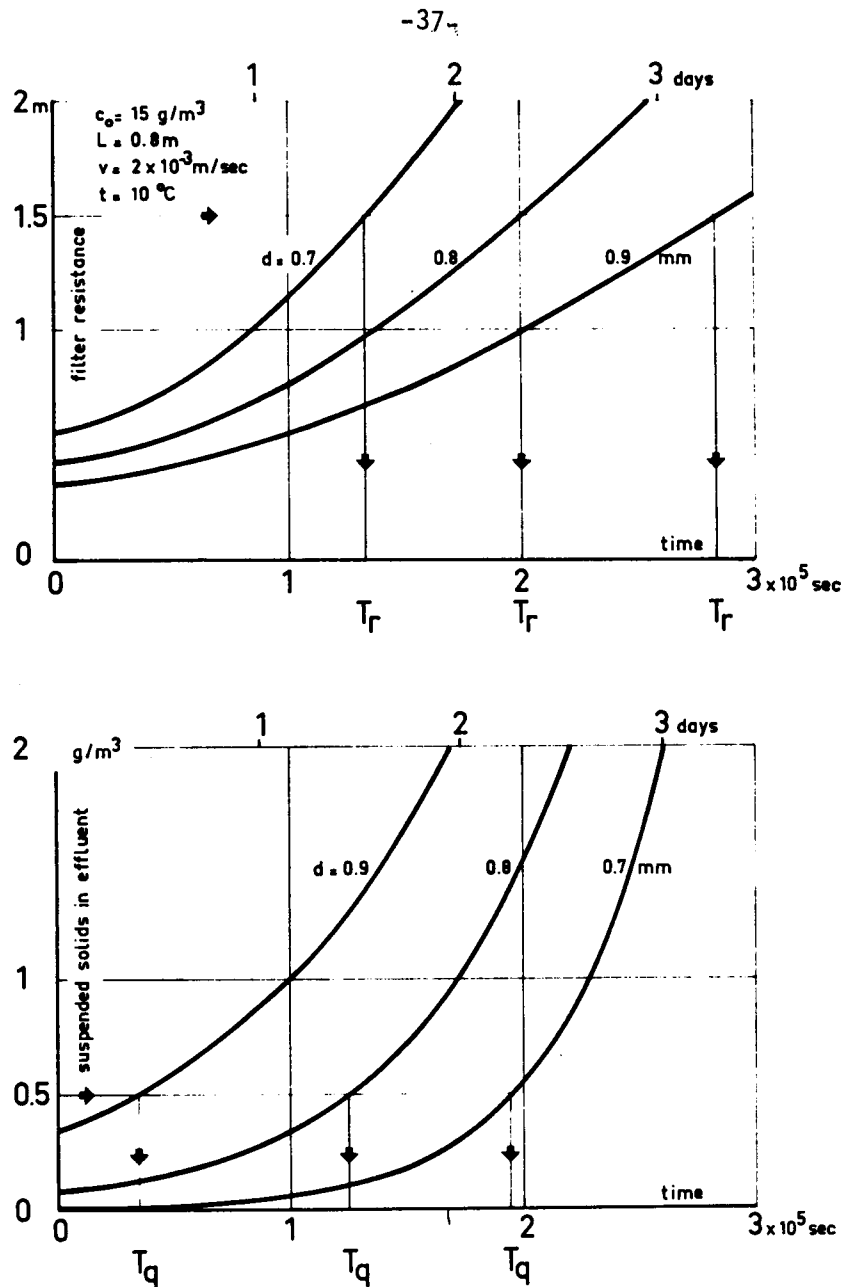 -37-
1 2 3 days
2 m
c₀= 15 g/m³
L = 0.8m
v = 2 x 10⁻³m/sec
t = 10 °C
1.5
filter resistance
d = 0.7 0.8 0.9 mm
1
0
time
0 1 2 3 x 10⁵ sec
Tr Tr Tr
1 2 3 days
2 g/m³
suspended solids in effluent
d = 0.9 0.8 0.7 mm
1
0.5
0
time
0 1 2 3 x 10⁵ sec
Tq Tq Tq